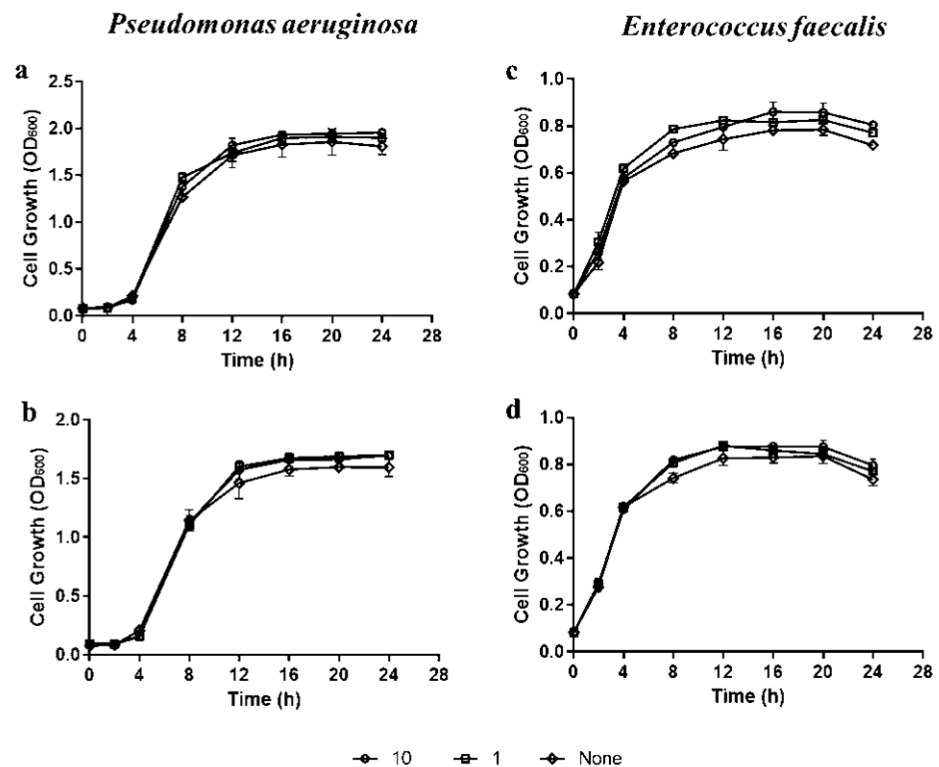 Pseudomonas aeruginosa
Enterococcus faecalis
a
2.5
2.0
1.5
1.0
0.5
0.0
Cell Growth (OD600)
0 4 8 12 16 20 24 28
Time (h)
c
1.0
0.8
0.6
0.4
0.2
0.0
Cell Growth (OD600)
0 4 8 12 16 20 24 28
Time (h)
b
2.0
1.5
1.0
0.5
0.0
Cell Growth (OD600)
0 4 8 12 16 20 24 28
Time (h)
d
1.0
0.8
0.6
0.4
0.2
0.0
Cell Growth (OD600)
0 4 8 12 16 20 24 28
Time (h)
10 1 None